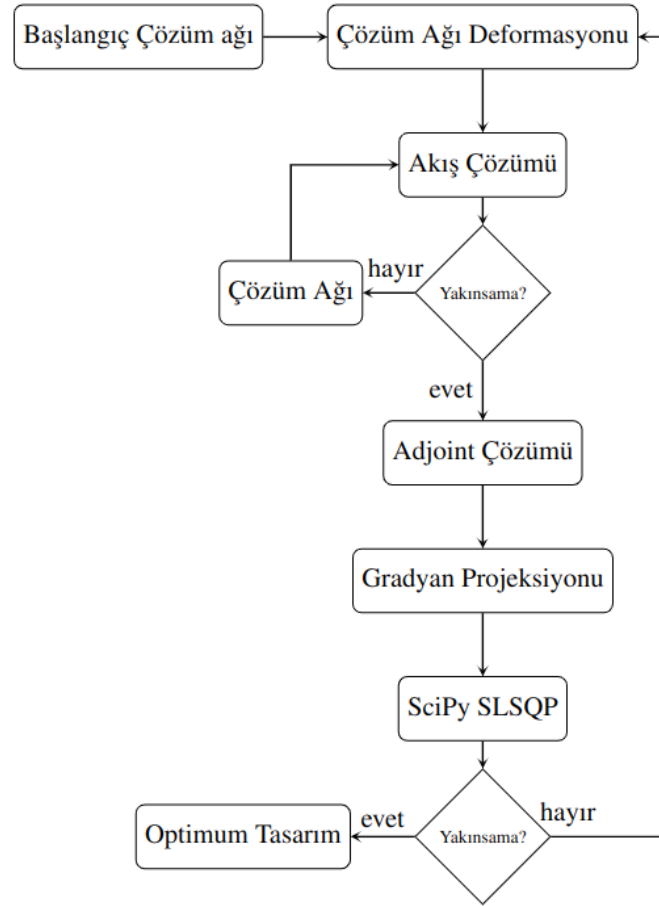 Başlangıç Çözüm ağı
Çözüm Ağı Deformasyonu
Akış Çözümü
hayır
Çözüm Ağı
Yakınsama?
evet
Adjoint Çözümü
Gradyan Projeksiyonu
SciPy SLSQP
evet
hayır
Optimum Tasarım
Yakınsama?